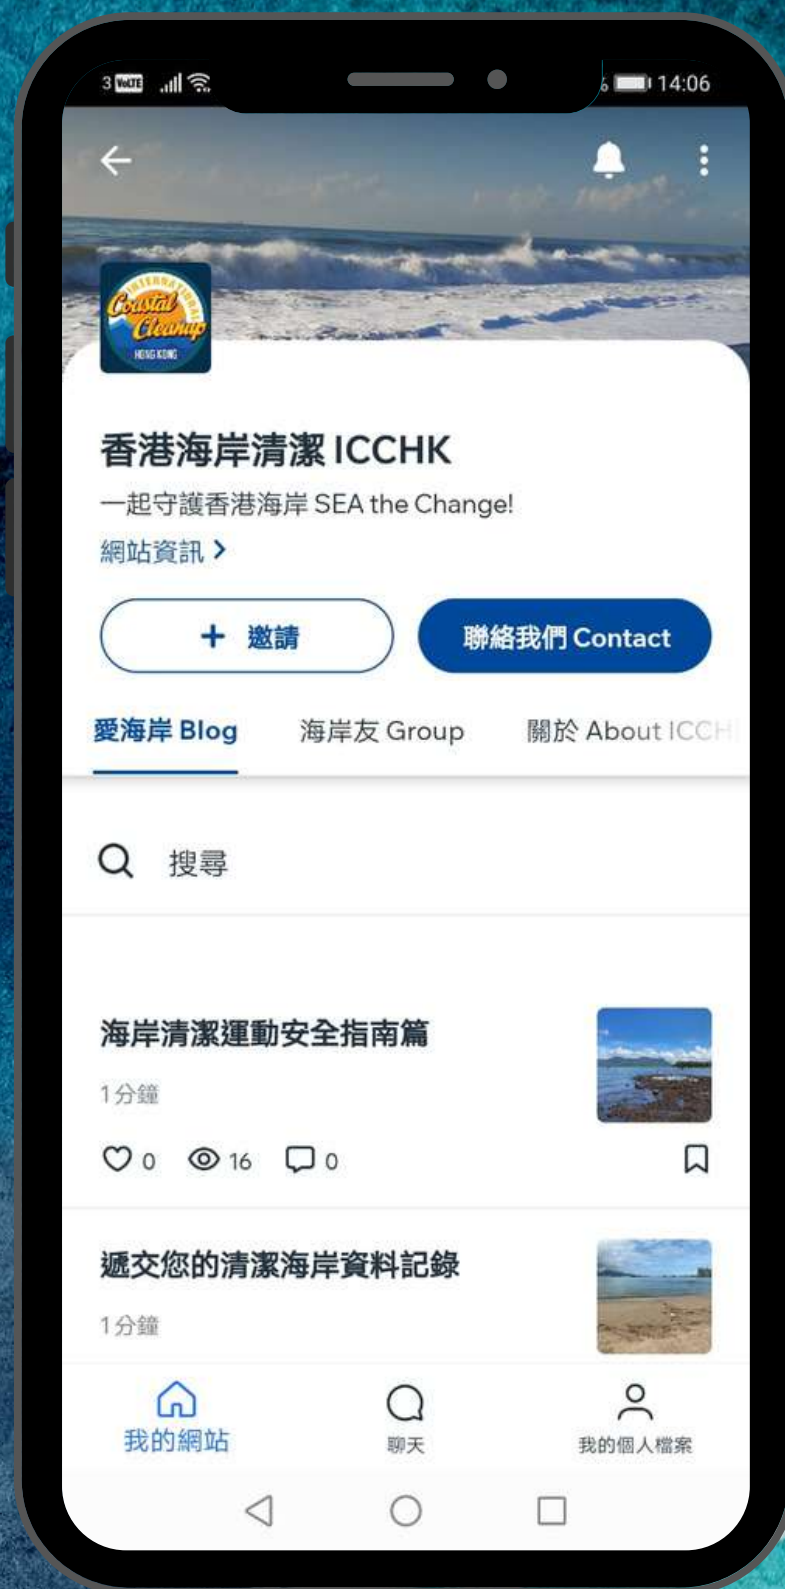 3 VoLTE
% 14:06
INTERNATIONAL
Coastal
Cleanup
HONG KONG
香港海岸清潔 ICCHK
一起守護香港海岸 SEA the Change!
網站資訊
邀請
聯絡我們 Contact
愛海岸 Blog 海岸友 Group 關於 About ICCH
搜尋
海岸清潔運動安全指南篇
1 分鐘
0 16 0
遞交您的清潔海岸資料記錄
1 分鐘
我的網站 聊天 我的個人檔案